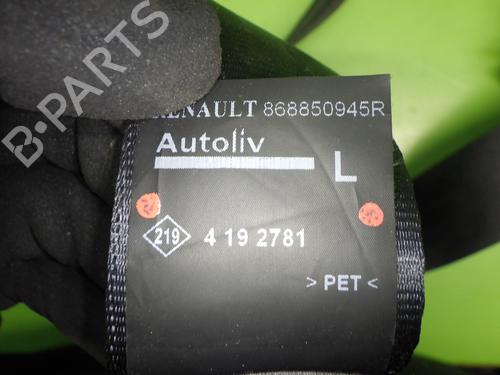 B-PARTS
RENAULT 868850945R
Autoliv
L
219 4 19 2781
> PET <